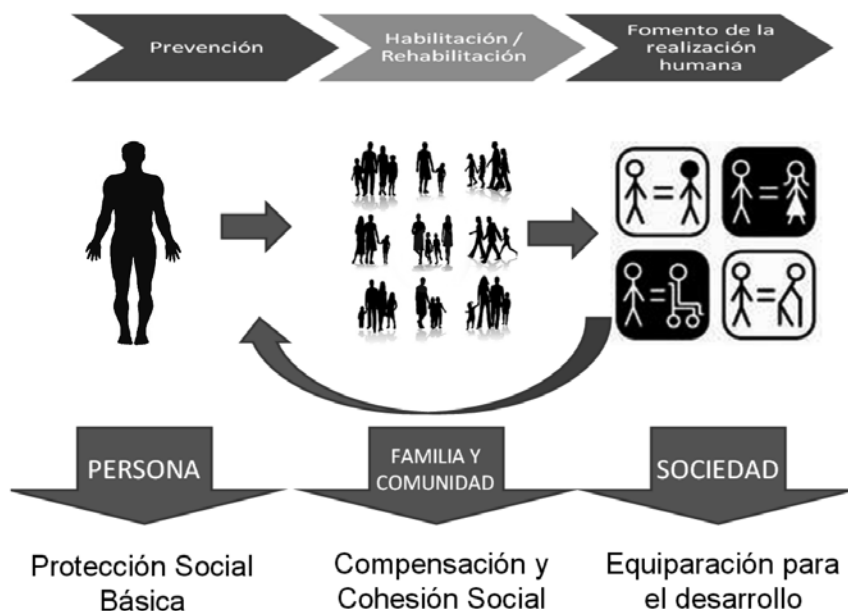 Prevención
Habilitación /
Rehabilitación
Fomento de la
realización
humana
=
=
=
=
PERSONA
FAMILIA Y
COMUNIDAD
SOCIEDAD
Protección Social
Básica
Compensación y
Cohesión Social
Equiparación para
el desarrollo